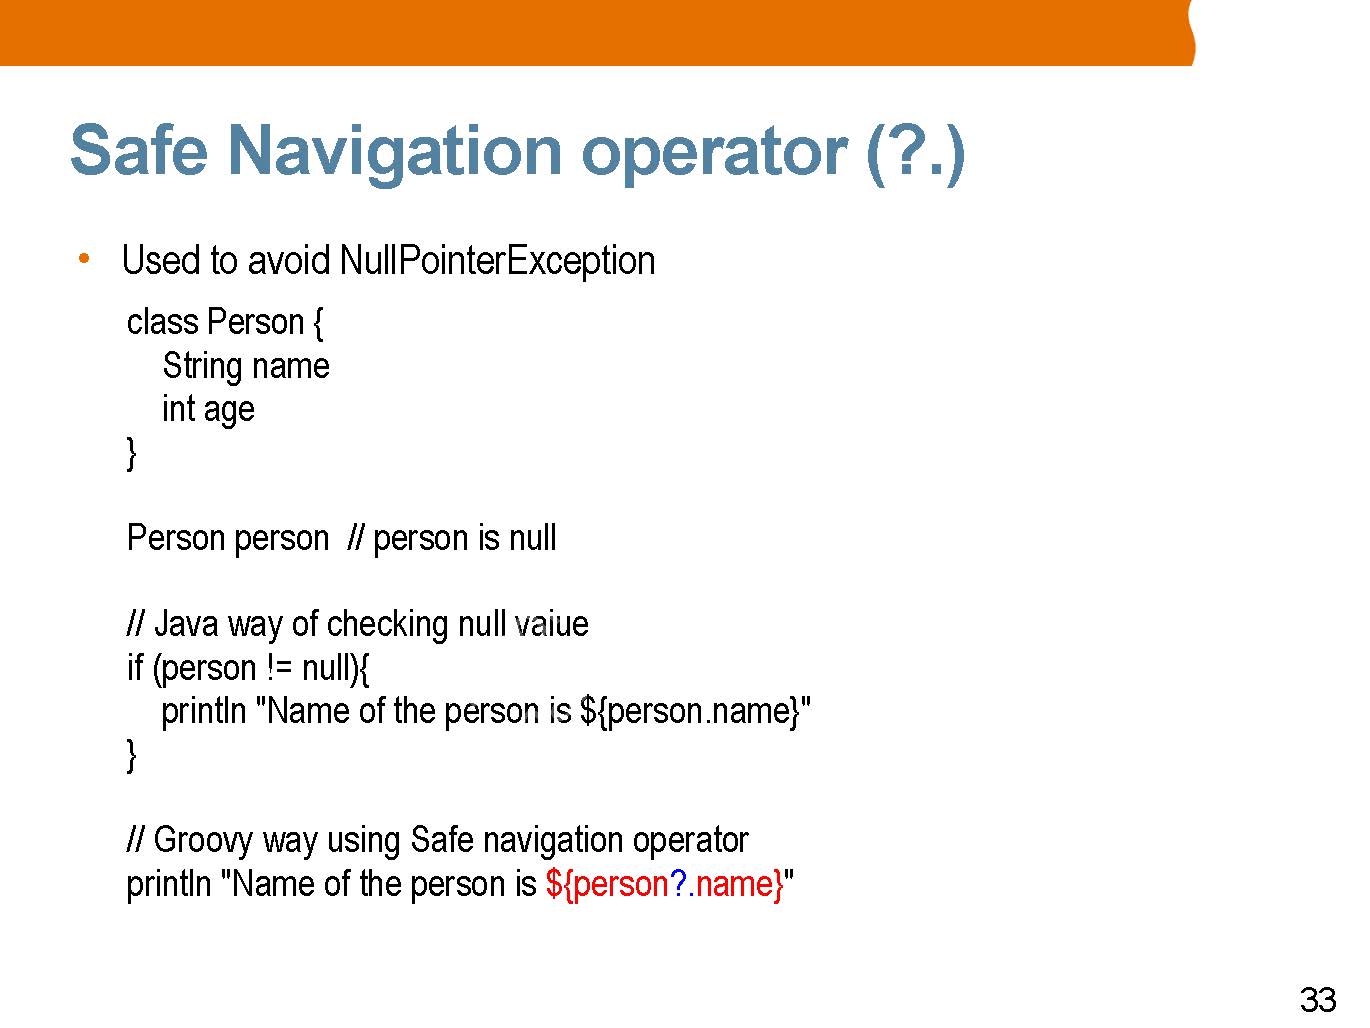 Safe Navigation operator (?.)
• Used to avoid NullPointerException
class Person {
String name
int age
}
Person person // person is null
// Java way of checking null vaiue
if (person != null){
println "Name of the person is ${person.name}"
}
// Groovy way using Safe navigation operator
println "Name of the person is ${person?.name}"
33